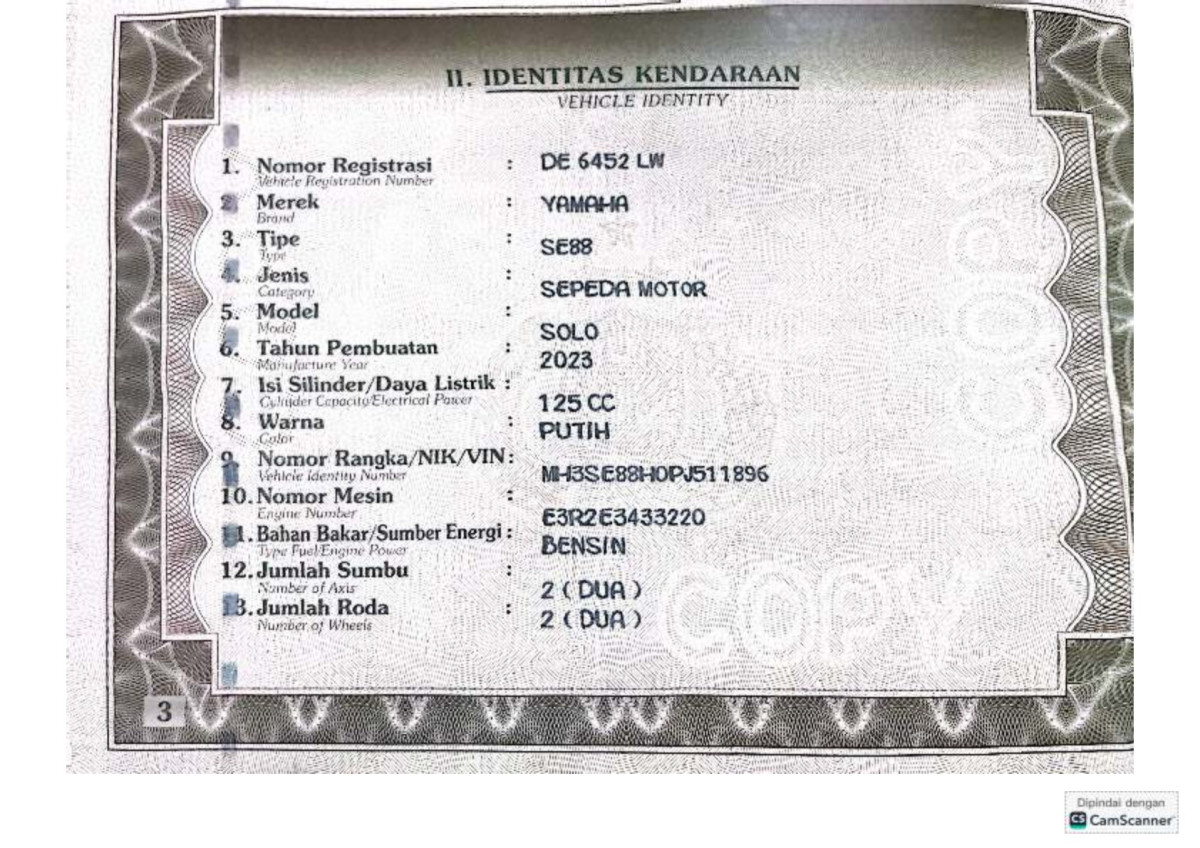 II. IDENTITAS KENDARAAN
VEHICLE IDENTITY
1. Nomor Registrasi : DE 6452 LW
Vehicle Registration Number
2. Merek : YAMAHA
Brand
3. Tipe : SE88
Type
4. Jenis : SEPEDA MOTOR
Category
5. Model : SOLO
Model
6. Tahun Pembuatan : 2023
Manufacture Year
7. Isi Silinder/Daya Listrik : 125 CC
Cylinder Capacity/Electrical Power
8. Warna : PUTIH
Color
9. Nomor Rangka/NIK/VIN : MH3SE88H0PJ511896
Vehicle Identity Number
10. Nomor Mesin : E3R2E3433220
Engine Number
11. Bahan Bakar/Sumber Energi : BENSIN
Type Fuel/Engine Power
12. Jumlah Sumbu : 2 ( DUA )
Number of Axis
13. Jumlah Roda : 2 ( DUA )
Number of Wheels
COPY
COPY
3
Dipindai dengan
CS CamScanner